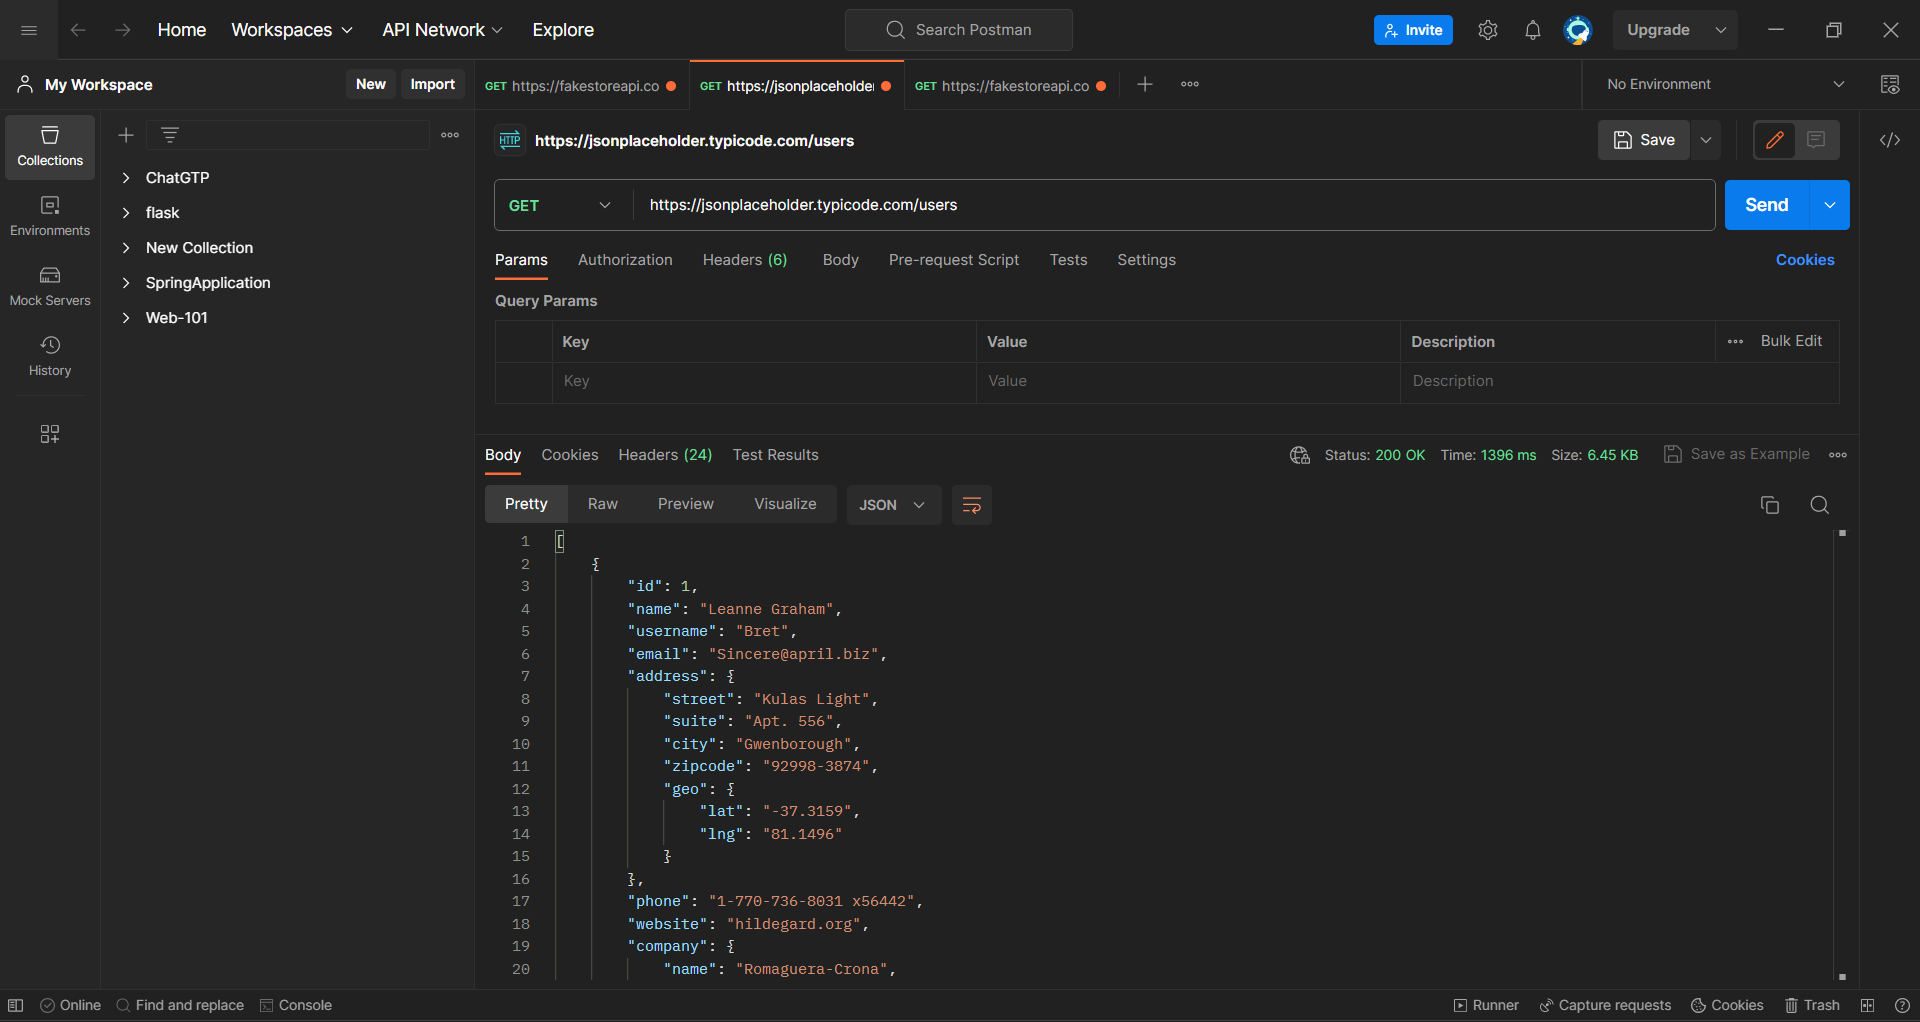 Home Workspaces API Network Explore Search Postman Invite Upgrade
My Workspace New Import GET https://fakestoreapi.co GET https://jsonplaceholder GET https://fakestoreapi.co No Environment
Collections
Environments
Mock Servers
History
ChatGTP
flask
New Collection
SpringApplication
Web-101
HTTP https://jsonplaceholder.typicode.com/users Save
GET https://jsonplaceholder.typicode.com/users Send
Params Authorization Headers (6) Body Pre-request Script Tests Settings Cookies
Query Params
Key Value Description Bulk Edit
Key Value Description
Body Cookies Headers (24) Test Results Status: 200 OK Time: 1396 ms Size: 6.45 KB Save as Example
Pretty Raw Preview Visualize JSON
1 [
2 {
3 "id": 1,
4 "name": "Leanne Graham",
5 "username": "Bret",
6 "email": "Sincere@april.biz",
7 "address": {
8 "street": "Kulas Light",
9 "suite": "Apt. 556",
10 "city": "Gwenborough",
11 "zipcode": "92998-3874",
12 "geo": {
13 "lat": "-37.3159",
14 "lng": "81.1496"
15 }
16 },
17 "phone": "1-770-736-8031 x56442",
18 "website": "hildegard.org",
19 "company": {
20 "name": "Romaguera-Crona",
Online Find and replace Console Runner Capture requests Cookies Trash